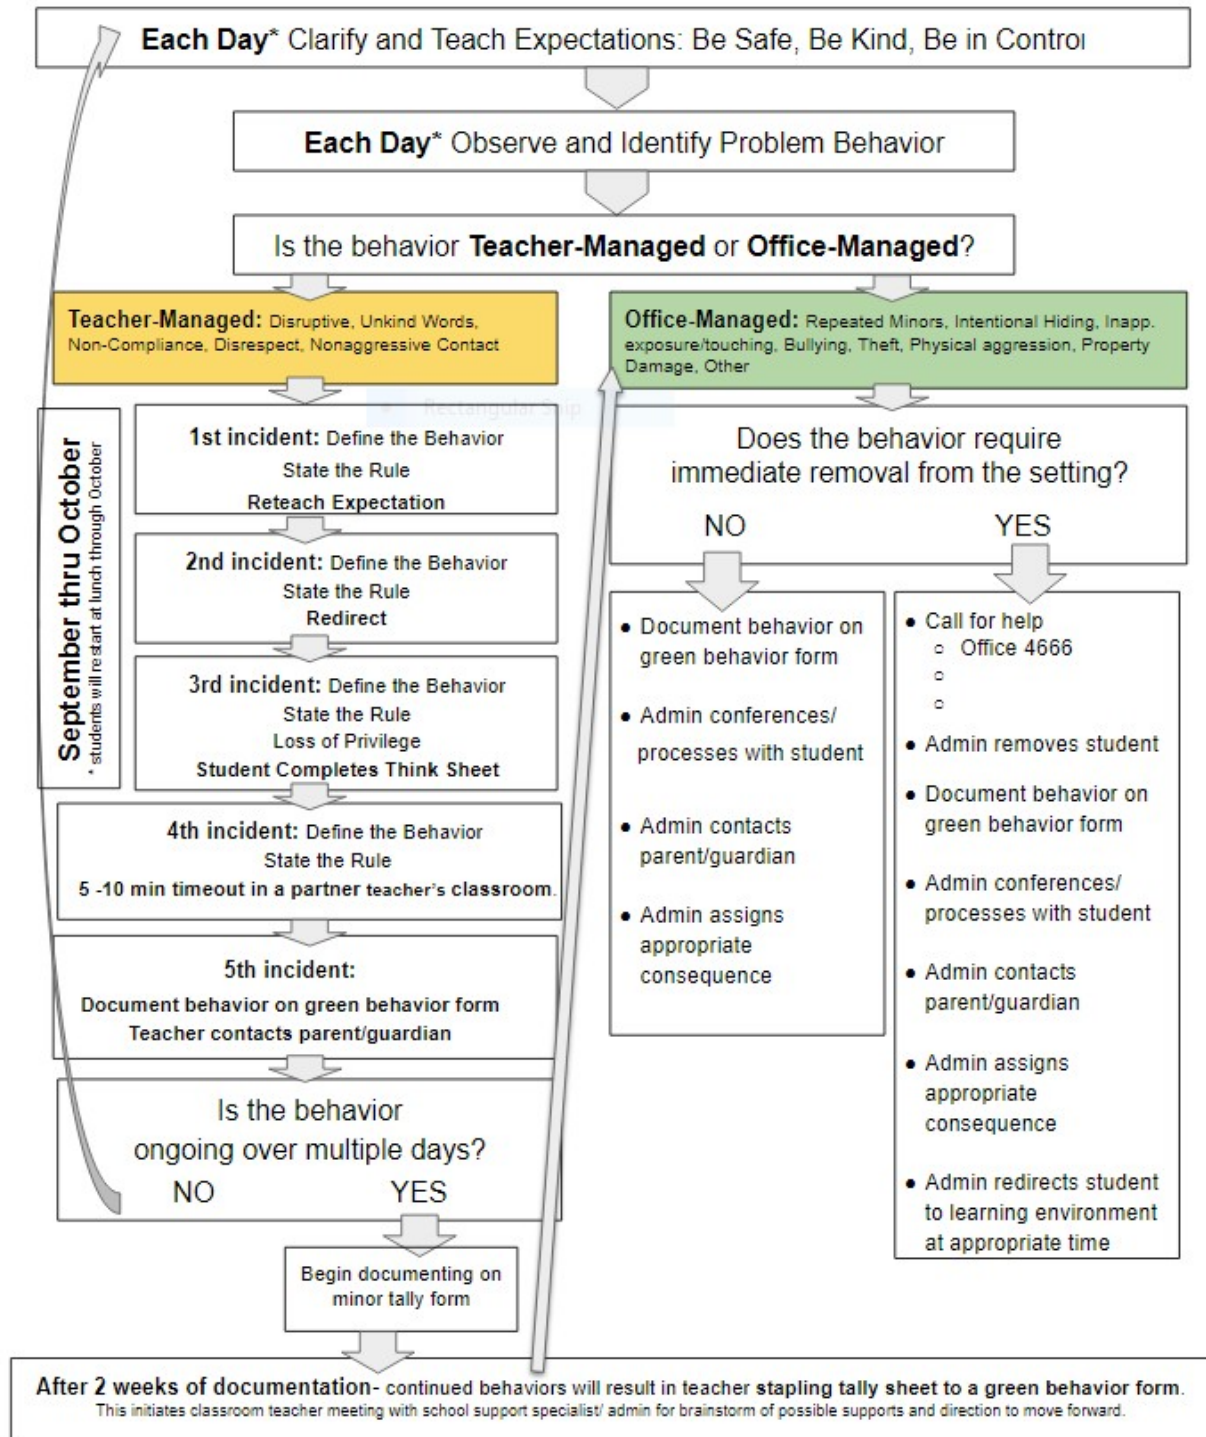 Each Day* Clarify and Teach Expectations: Be Safe, Be Kind, Be in Control
Each Day* Observe and Identify Problem Behavior
Is the behavior Teacher-Managed or Office-Managed?
Teacher-Managed: Disruptive, Unkind Words,
Non-Compliance, Disrespect, Nonaggressive Contact
Rectangular Snip
September thru October
* students will restart at lunch through October
1st incident: Define the Behavior
State the Rule
Reteach Expectation
2nd incident: Define the Behavior
State the Rule
Redirect
3rd incident: Define the Behavior
State the Rule
Loss of Privilege
Student Completes Think Sheet
4th incident: Define the Behavior
State the Rule
5 -10 min timeout in a partner teacher's classroom.
5th incident:
Document behavior on green behavior form
Teacher contacts parent/guardian
Is the behavior
ongoing over multiple days?
NO YES
Begin documenting on
minor tally form
Office-Managed: Repeated Minors, Intentional Hiding, Inapp.
exposure/touching, Bullying, Theft, Physical aggression, Property
Damage, Other
Does the behavior require
immediate removal from the setting?
NO YES
● Document behavior on
green behavior form
● Admin conferences/
processes with student
● Admin contacts
parent/guardian
● Admin assigns
appropriate
consequence
● Call for help
○ Office 4666
○
○
● Admin removes student
● Document behavior on
green behavior form
● Admin conferences/
processes with student
● Admin contacts
parent/guardian
● Admin assigns
appropriate
consequence
● Admin redirects student
to learning environment
at appropriate time
After 2 weeks of documentation- continued behaviors will result in teacher stapling tally sheet to a green behavior form.
This initiates classroom teacher meeting with school support specialist/ admin for brainstorm of possible supports and direction to move forward.